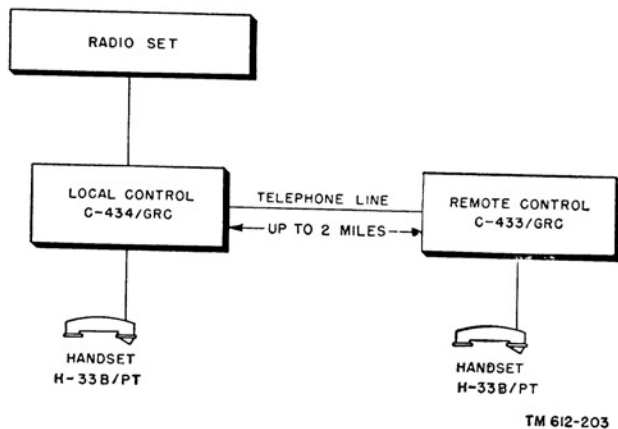 RADIO SET
LOCAL CONTROL
C-434/GRC
TELEPHONE LINE
UP TO 2 MILES
REMOTE CONTROL
C-433/GRC
HANDSET
H-33B/PT
HANDSET
H-33B/PT
TM 612-203